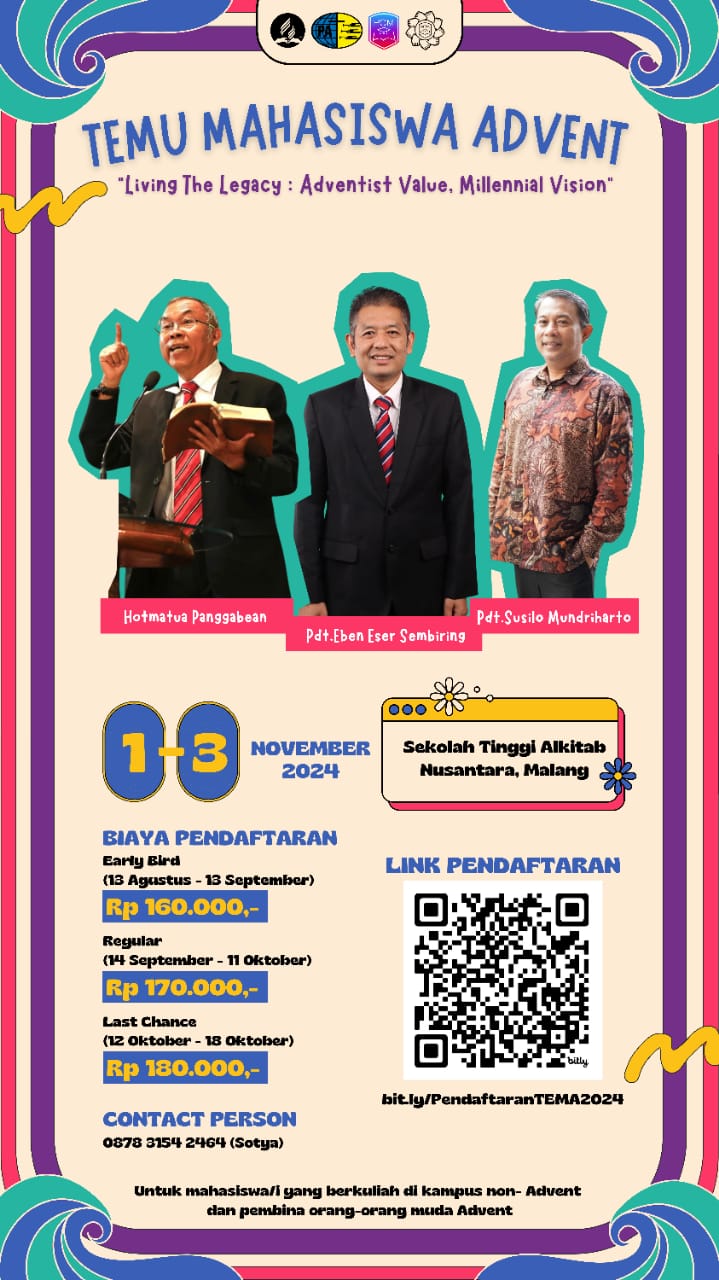 PA
TEMU MAHASISWA ADVENT
"Living The Legacy : Adventist Value, Millennial Vision"
Hotmatua Panggabean
Pdt.Eben Eser Sembiring
Pdt.Susilo Mundriharto
1-3
NOVEMBER
2024
Sekolah Tinggi Alkitab
Nusantara, Malang
BIAYA PENDAFTARAN
Early Bird
(13 Agustus - 13 September)
Rp 160.000,-
Regular
(14 September - 11 Oktober)
Rp 170.000,-
Last Chance
(12 Oktober - 18 Oktober)
Rp 180.000,-
CONTACT PERSON
0878 3154 2464 (Sotya)
LINK PENDAFTARAN
bitly
bit.ly/PendaftaranTEMA2024
Untuk mahasiswa/i yang berkuliah di kampus non- Advent
dan pembina orang-orang muda Advent